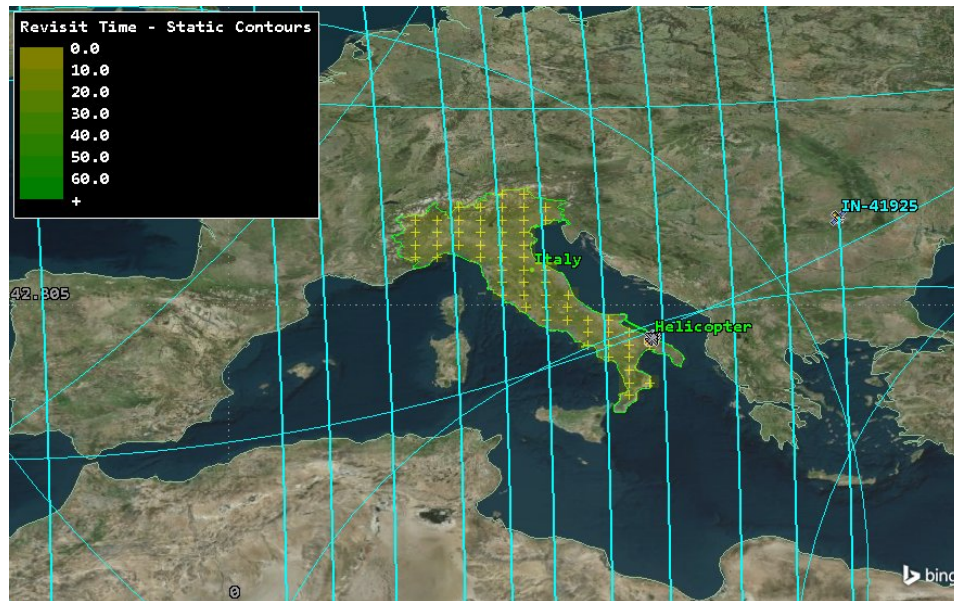 Revisit Time - Static Contours
0.0
10.0
20.0
30.0
40.0
50.0
60.0
+
IN-41925
Italy
42.305
Helicopter
0
bing